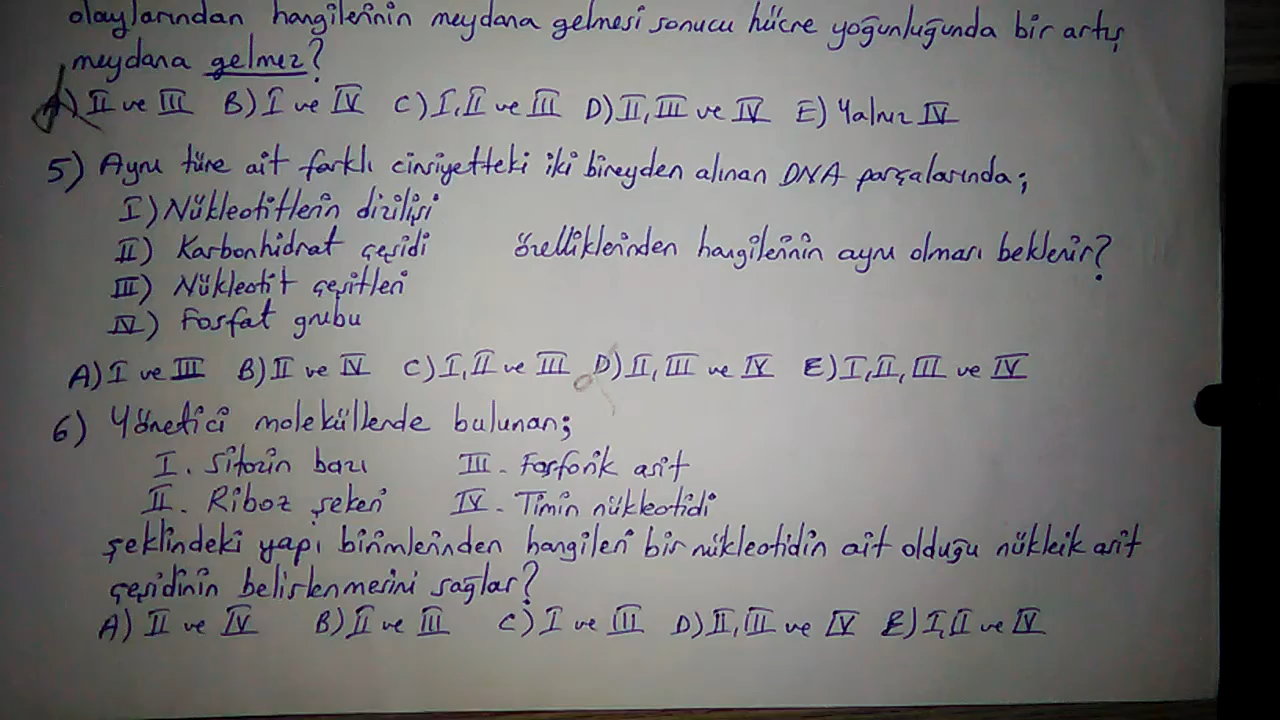 olaylarından hangilerinin meydana gelmesi sonucu hücre yoğunluğunda bir artış
meydana gelmez?
A) II ve III B) I ve IV C) I, II ve III D) II, III ve IV E) Yalnız IV
5) Aynı türe ait farklı cinsiyetteki iki bireyden alınan DNA parçalarında;
I) Nükleotitlerin dizilişi
II) Karbonhidrat çeşidi özelliklerinden hangilerinin aynı olması beklenir?
III) Nükleotit çeşitleri
IV) Fosfat grubu
A) I ve III B) II ve IV C) I, II ve III D) II, III ve IV E) I, II, III ve IV
6) Yönetici moleküllerde bulunan;
I. Sitozin bazı III. Fosforik asit
II. Riboz şekeri IV. Timin nükleotidi
şeklindeki yapı birimlerinden hangileri bir nükleotidin ait olduğu nükleik asit
çeşidinin belirlenmesini sağlar?
A) II ve IV B) II ve III C) I ve III D) II, III ve IV E) I, II ve IV